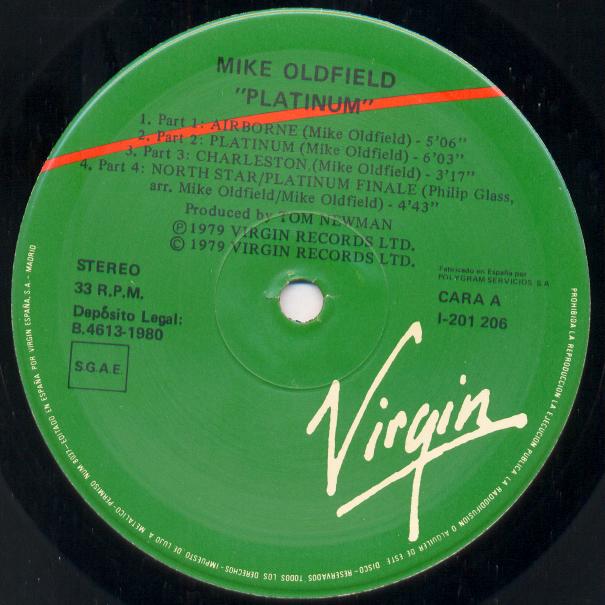 MIKE OLDFIELD
"PLATINUM"
1. Part 1: AIRBORNE (Mike Oldfield) - 5'06"
2. Part 2: PLATINUM (Mike Oldfield) - 6'03"
3. Part 3: CHARLESTON (Mike Oldfield) - 3'17"
4. Part 4: NORTH STAR/PLATINUM FINALE (Philip Glass,
arr. Mike Oldfield/Mike Oldfield) - 4'43"
Produced by TOM NEWMAN
℗ 1979 VIRGIN RECORDS LTD.
© 1979 VIRGIN RECORDS LTD.
STEREO
33 R.P.M.
Depósito Legal:
B.4613-1980
S.G.A.E.
Fabricado en España por
POLYGRAM SERVICIOS, S.A.
CARA A
I-201 206
Virgin
PROHIBIDA LA REPRODUCCION LA EJECUCION PUBLICA LA RADIODIFUSION O ALQUILER DE ESTE DISCO-RESERVADOS TODOS LOS DERECHOS-IMPUESTO DE LUJO A METALICO-PERMISO NUM 8037-EDITADO EN ESPAÑA POR VIRGIN ESPAÑA, S.A - MADRID